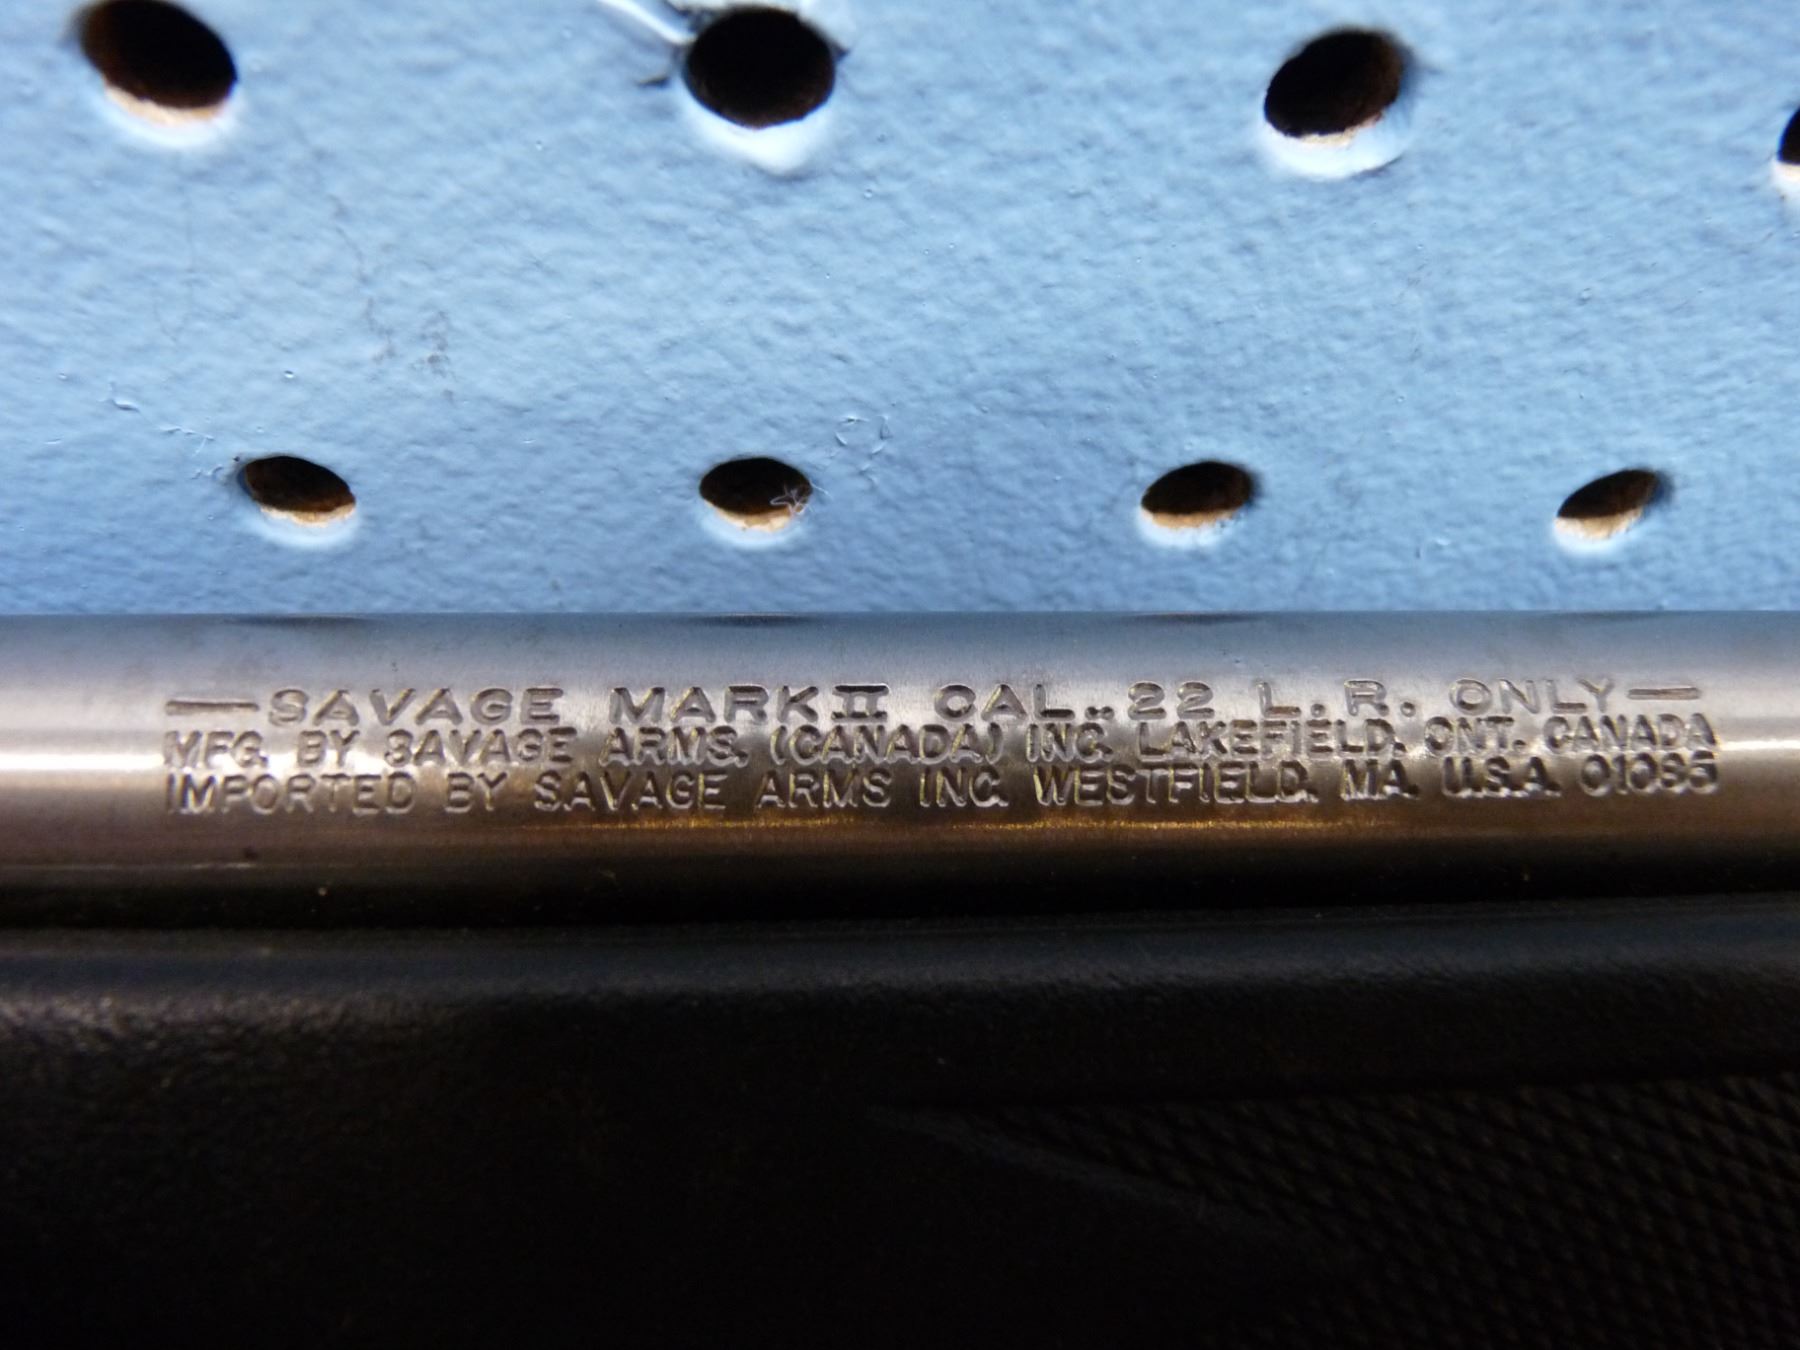 —SAVAGE MARK II CAL..22 L.R. ONLY—
MFG. BY SAVAGE ARMS. (CANADA) INC. LAKEFIELD. ONT. CANADA
IMPORTED BY SAVAGE ARMS INC. WESTFIELD. MA. U.S.A. 01085